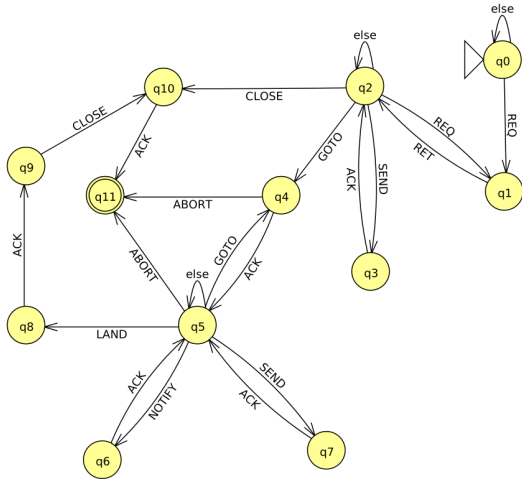 else
else
q0
q10
q2
CLOSE
CLOSE
REQ
REQ
RET
GOTO
SEND
ACK
ACK
q9
q1
q11
ABORT
q4
ABORT
GOTO
ACK
ACK
q3
else
q8
LAND
q5
ACK
NOTIFY
SEND
ACK
q6
q7